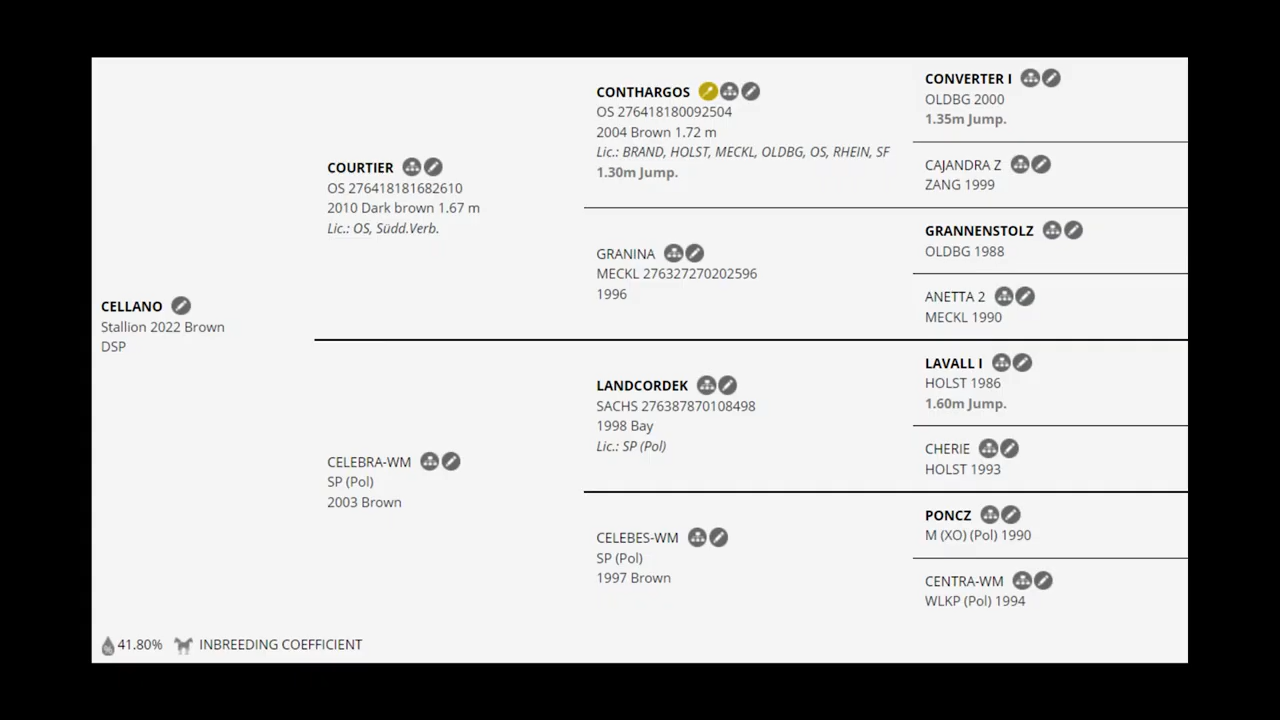 CELLANO
Stallion 2022 Brown
DSP
COURTIER
OS 276418181682610
2010 Dark brown 1.67 m
Lic.: OS, Südd.Verb.
CELEBRA-WM
SP (Pol)
2003 Brown
CONTHARGOS
OS 276418180092504
2004 Brown 1.72 m
Lic.: BRAND, HOLST, MECKL, OLDBG, OS, RHEIN, SF
1.30m Jump.
GRANINA
MECKL 276327270202596
1996
LANDCORDEK
SACHS 276387870108498
1998 Bay
Lic.: SP (Pol)
CELEBES-WM
SP (Pol)
1997 Brown
CONVERTER I
OLDBG 2000
1.35m Jump.
CAJANDRA Z
ZANG 1999
GRANNENSTOLZ
OLDBG 1988
ANETTA 2
MECKL 1990
LAVALL I
HOLST 1986
1.60m Jump.
CHERIE
HOLST 1993
PONCZ
M (XO) (Pol) 1990
CENTRA-WM
WLKP (Pol) 1994
41.80% INBREEDING COEFFICIENT